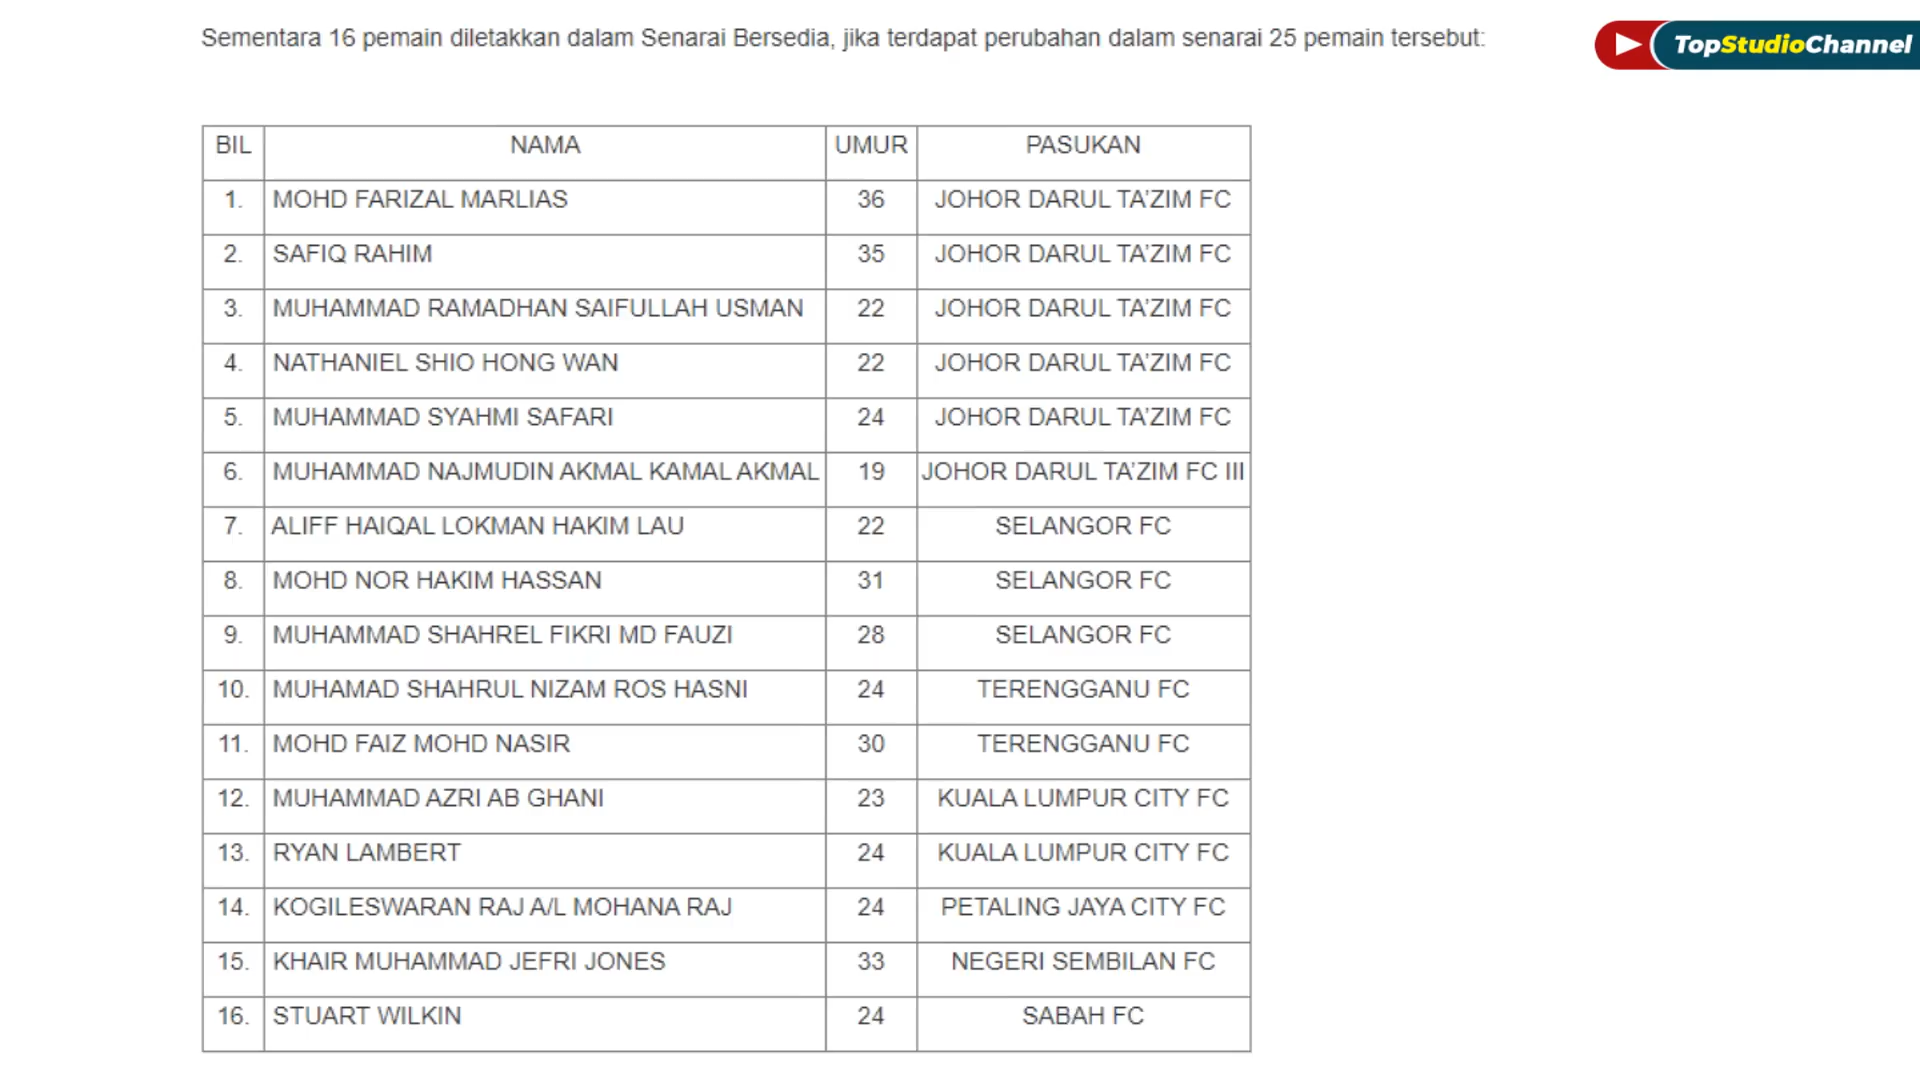 Sementara 16 pemain diletakkan dalam Senarai Bersedia, jika terdapat perubahan dalam senarai 25 pemain tersebut:
TopStudioChannel
BIL NAMA UMUR PASUKAN
1. MOHD FARIZAL MARLIAS 36 JOHOR DARUL TA'ZIM FC
2. SAFIQ RAHIM 35 JOHOR DARUL TA'ZIM FC
3. MUHAMMAD RAMADHAN SAIFULLAH USMAN 22 JOHOR DARUL TA'ZIM FC
4. NATHANIEL SHIO HONG WAN 22 JOHOR DARUL TA'ZIM FC
5. MUHAMMAD SYAHMI SAFARI 24 JOHOR DARUL TA'ZIM FC
6. MUHAMMAD NAJMUDIN AKMAL KAMAL AKMAL 19 JOHOR DARUL TA'ZIM FC III
7. ALIFF HAIQAL LOKMAN HAKIM LAU 22 SELANGOR FC
8. MOHD NOR HAKIM HASSAN 31 SELANGOR FC
9. MUHAMMAD SHAHREL FIKRI MD FAUZI 28 SELANGOR FC
10. MUHAMAD SHAHRUL NIZAM ROS HASNI 24 TERENGGANU FC
11. MOHD FAIZ MOHD NASIR 30 TERENGGANU FC
12. MUHAMMAD AZRI AB GHANI 23 KUALA LUMPUR CITY FC
13. RYAN LAMBERT 24 KUALA LUMPUR CITY FC
14. KOGILESWARAN RAJ A/L MOHANA RAJ 24 PETALING JAYA CITY FC
15. KHAIR MUHAMMAD JEFRI JONES 33 NEGERI SEMBILAN FC
16. STUART WILKIN 24 SABAH FC